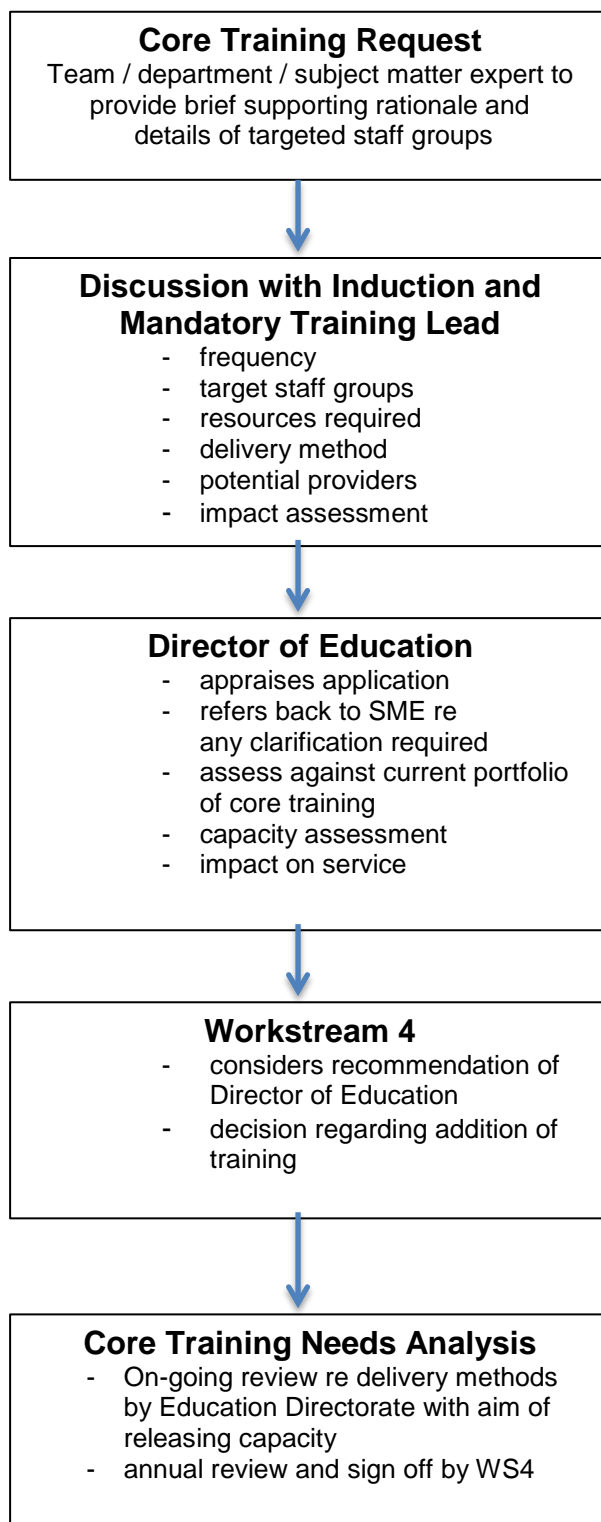 Core Training Request
Team / department / subject matter expert to
provide brief supporting rationale and
details of targeted staff groups
Discussion with Induction and
Mandatory Training Lead
- frequency
- target staff groups
- resources required
- delivery method
- potential providers
- impact assessment
Director of Education
- appraises application
- refers back to SME re
any clarification required
- assess against current portfolio
of core training
- capacity assessment
- impact on service
Workstream 4
- considers recommendation of
Director of Education
- decision regarding addition of
training
Core Training Needs Analysis
- On-going review re delivery methods
by Education Directorate with aim of
releasing capacity
- annual review and sign off by WS4